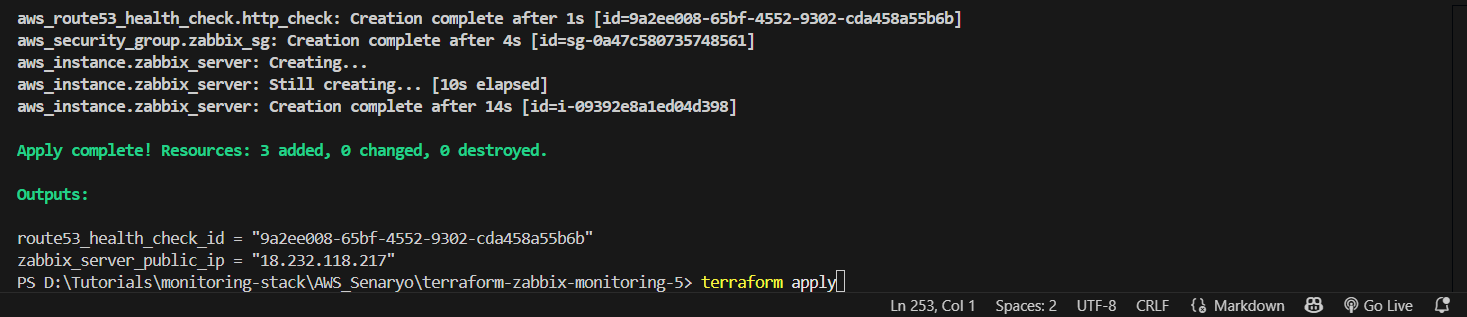 aws_route53_health_check.http_check: Creation complete after 1s [id=9a2ee008-65bf-4552-9302-cda458a55b6b]
aws_security_group.zabbix_sg: Creation complete after 4s [id=sg-0a47c580735748561]
aws_instance.zabbix_server: Creating...
aws_instance.zabbix_server: Still creating... [10s elapsed]
aws_instance.zabbix_server: Creation complete after 14s [id=i-09392e8a1ed04d398]
Apply complete! Resources: 3 added, 0 changed, 0 destroyed.
Outputs:
route53_health_check_id = "9a2ee008-65bf-4552-9302-cda458a55b6b"
zabbix_server_public_ip = "18.232.118.217"
PS D:\Tutorials\monitoring-stack\AWS_Senaryo\terraform-zabbix-monitoring-5> terraform apply
Ln 253, Col 1 Spaces: 2 UTF-8 CRLF Markdown Go Live